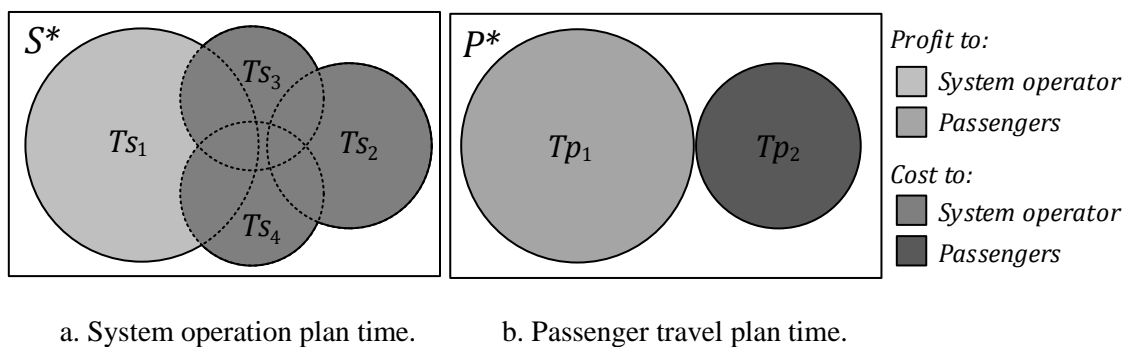 S*
Ts₁
Ts₃
Ts₂
Ts₄
P*
Tp₁
Tp₂
Profit to:
System operator
Passengers
Cost to:
System operator
Passengers
a. System operation plan time.
b. Passenger travel plan time.